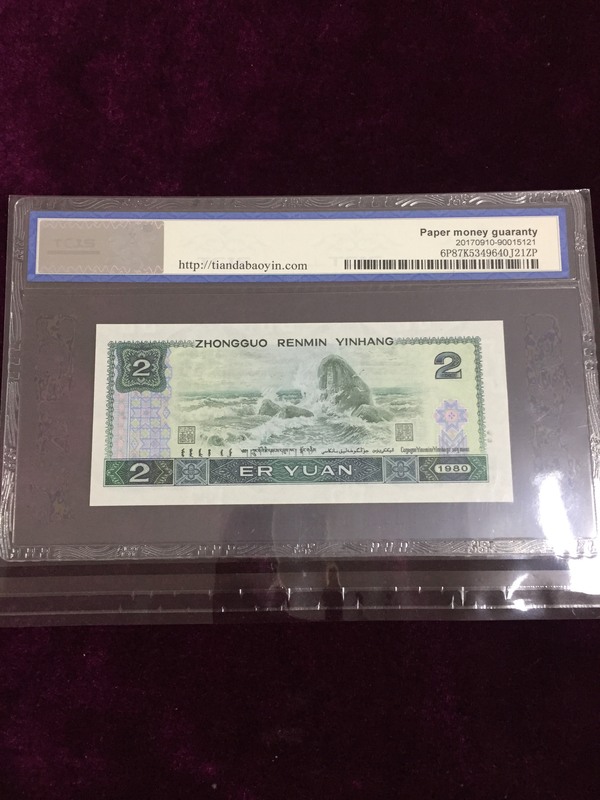 Paper money guaranty
20170910-90015121
http://tiandabaoyin.com
6P87K5349640J21ZP
ZHONGGUO RENMIN YINHANG
2
2
2
ER YUAN
1980